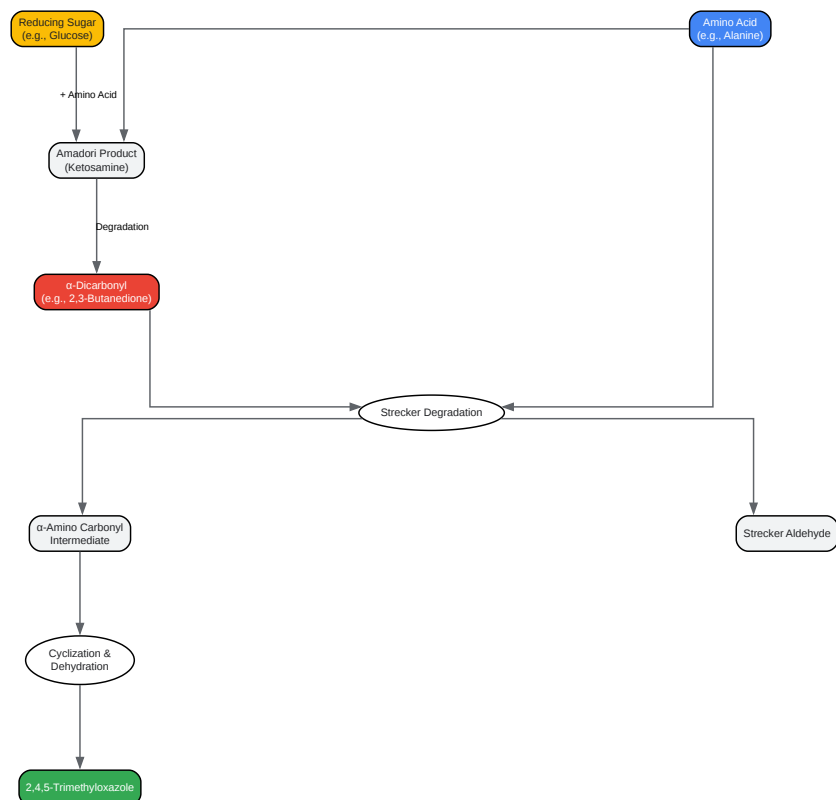 Reducing Sugar
(e.g., Glucose)
Amino Acid
(e.g., Alanine)
+ Amino Acid
Amadori Product
(Ketosamine)
Degradation
α-Dicarbonyl
(e.g., 2,3-Butanedione)
Strecker Degradation
α-Amino Carbonyl
Intermediate
Strecker Aldehyde
Cyclization &
Dehydration
2,4,5-Trimethyloxazole